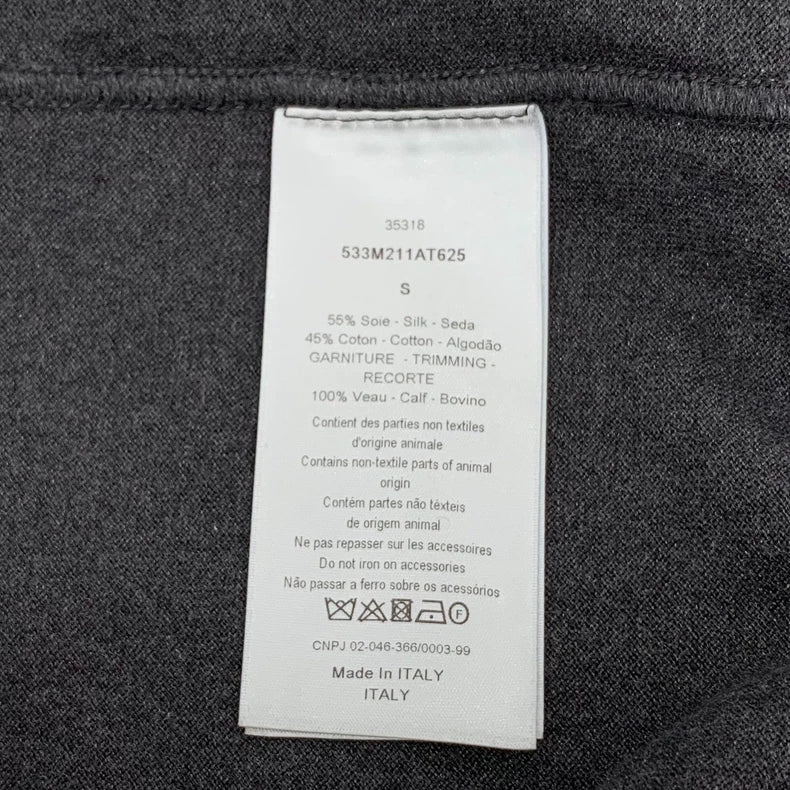 35318
533M211AT625
S
55% Soie - Silk - Seda
45% Coton - Cotton - Algodão
GARNITURE - TRIMMING -
RECORTE
100% Veau - Calf - Bovino
Contient des parties non textiles
d'origine animale
Contains non-textile parts of animal
origin
Contém partes não téxteis
de origem animal
Ne pas repasser sur les accessoires
Do not iron on accessories
Não passar a ferro sobre os acessórios
F
CNPJ 02-046-366/0003-99
Made In ITALY
ITALY